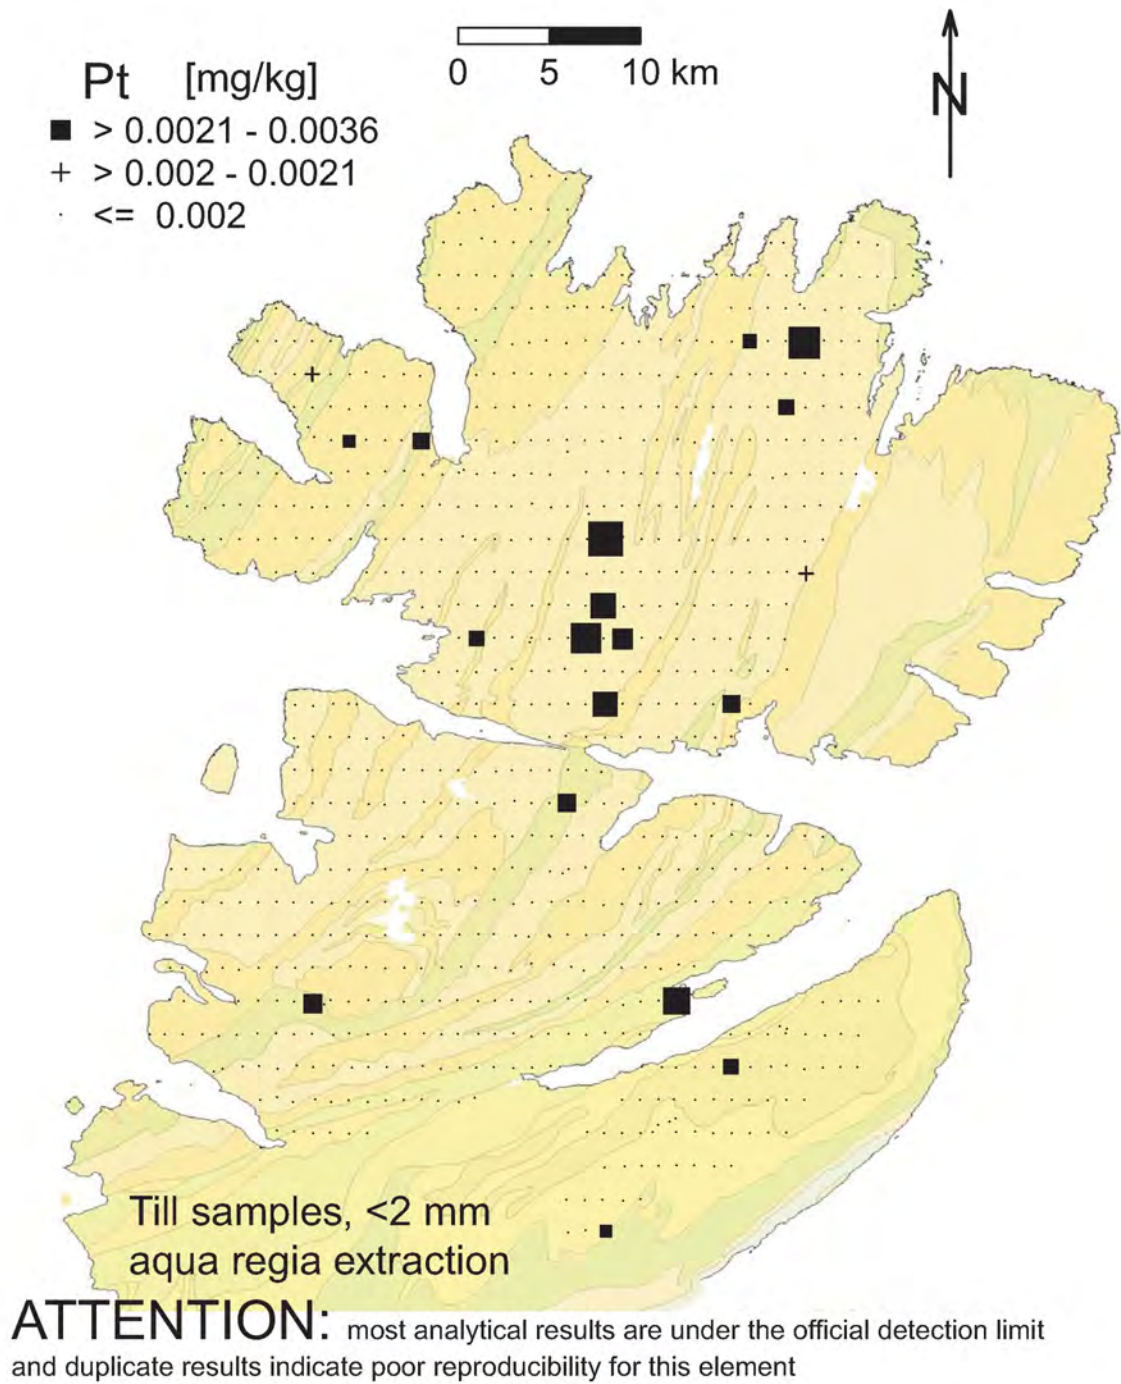 0 5 10 km
N
Pt [mg/kg]
> 0.0021 - 0.0036
+ > 0.002 - 0.0021
· <= 0.002
Till samples, <2 mm
aqua regia extraction
ATTENTION: most analytical results are under the official detection limit
and duplicate results indicate poor reproducibility for this element